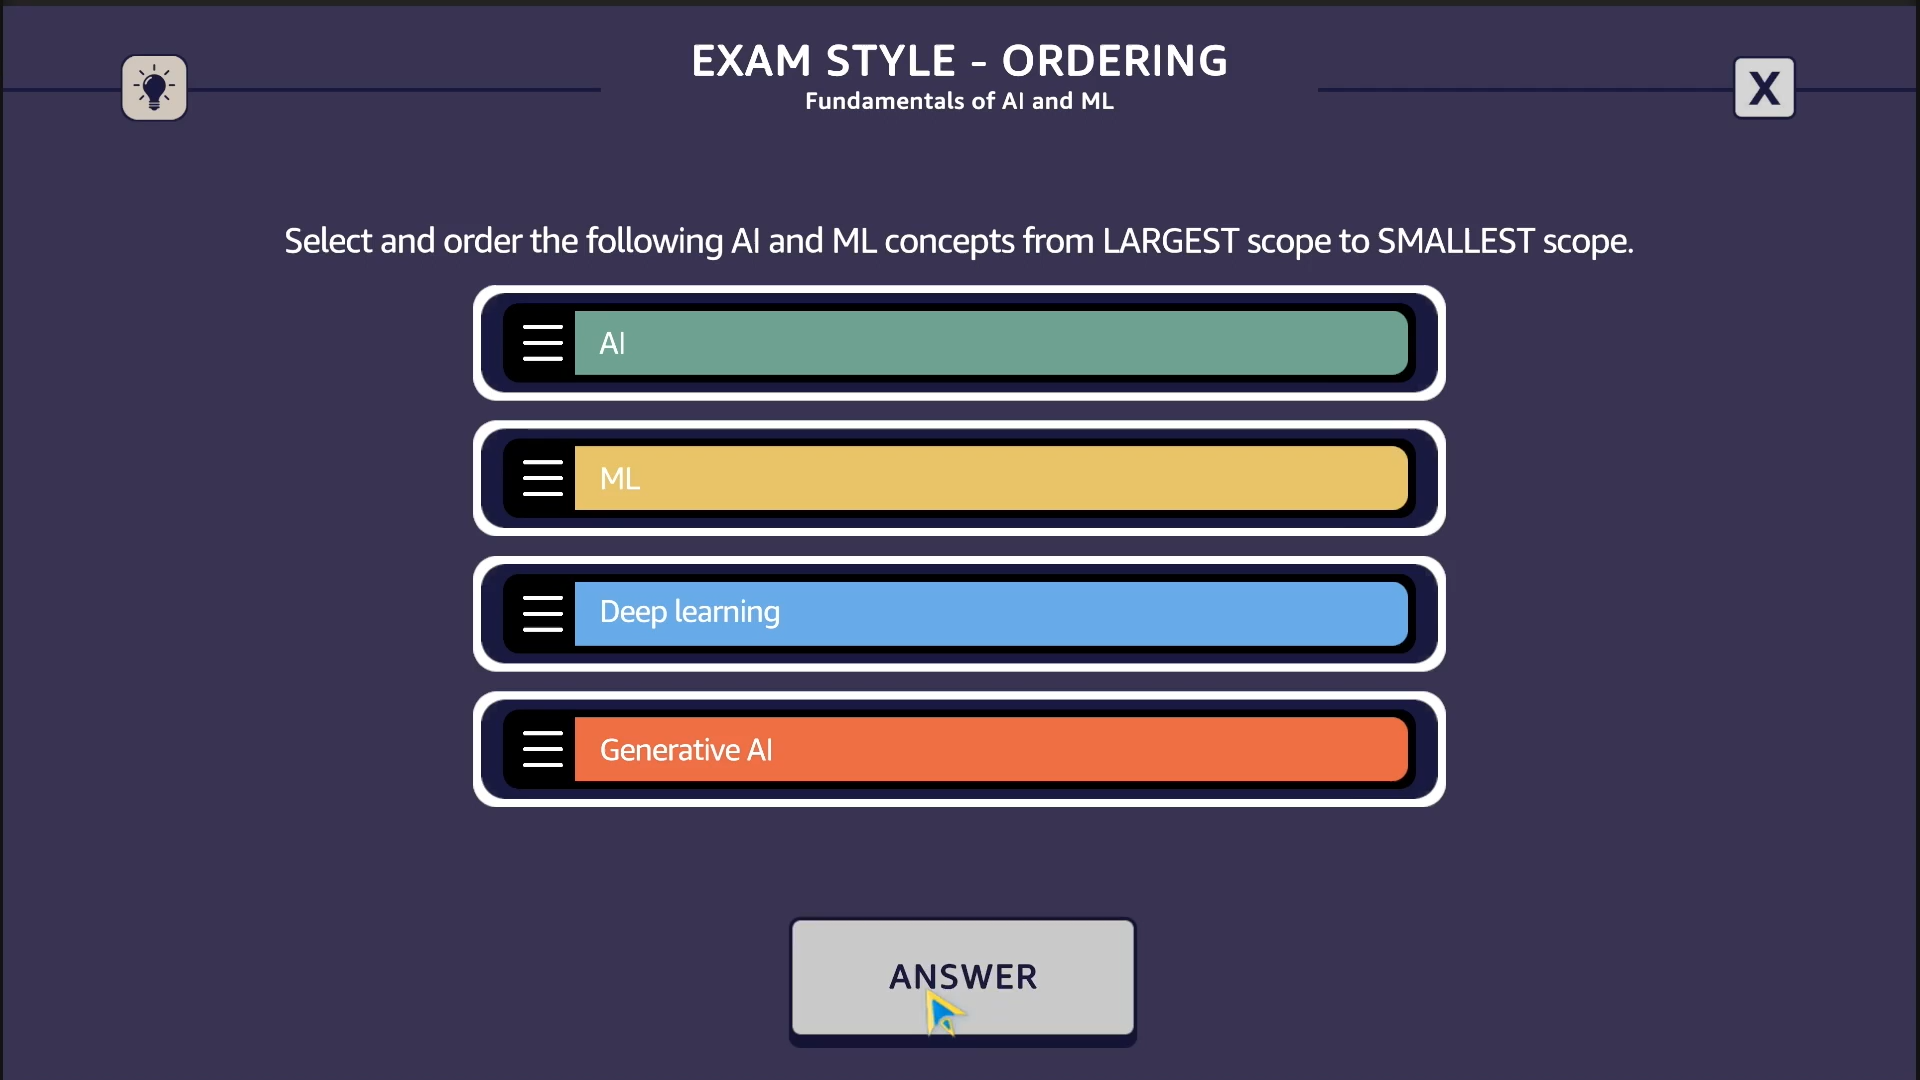 EXAM STYLE - ORDERING
Fundamentals of AI and ML
X
Select and order the following AI and ML concepts from LARGEST scope to SMALLEST scope.
AI
ML
Deep learning
Generative AI
ANSWER